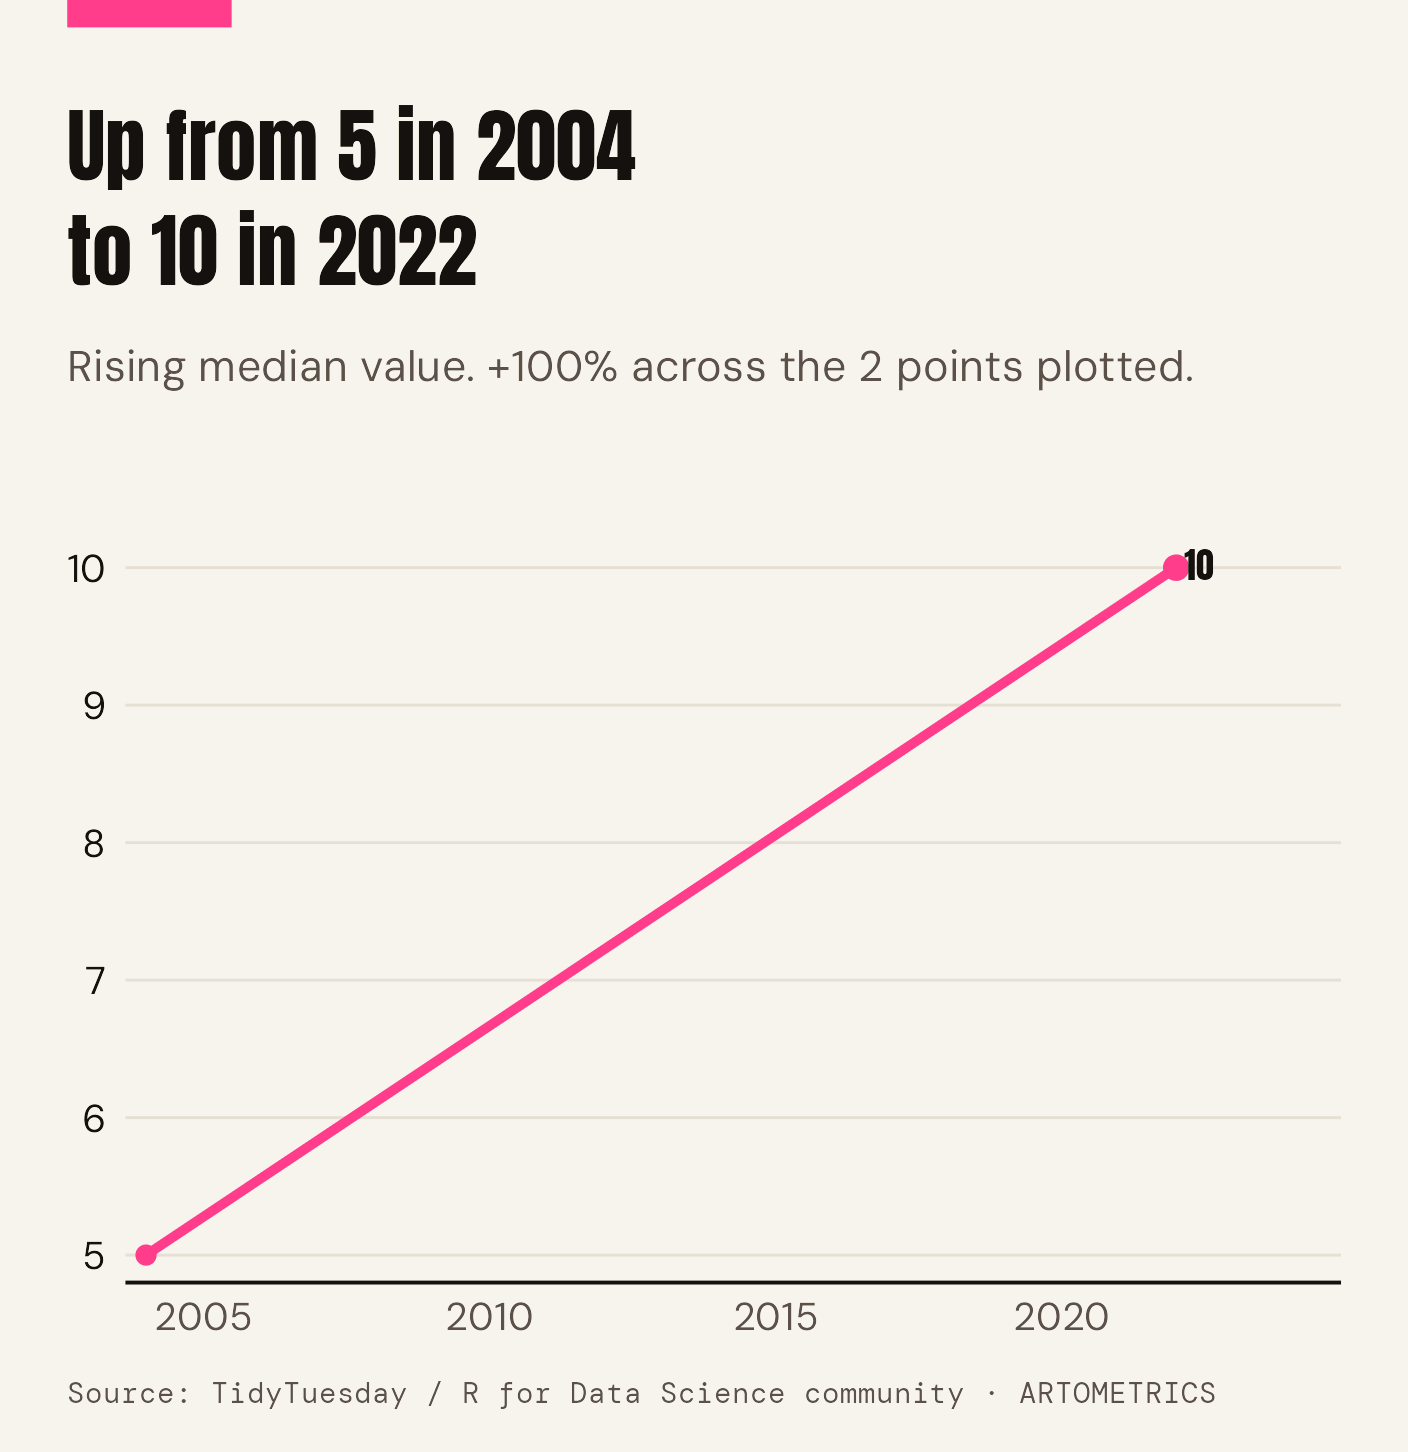 Up from 5 in 2004
to 10 in 2022
Rising median value. +100% across the 2 points plotted.
10
10
9
8
7
6
5
2005 2010 2015 2020
Source: TidyTuesday / R for Data Science community · ARTOMETRICS